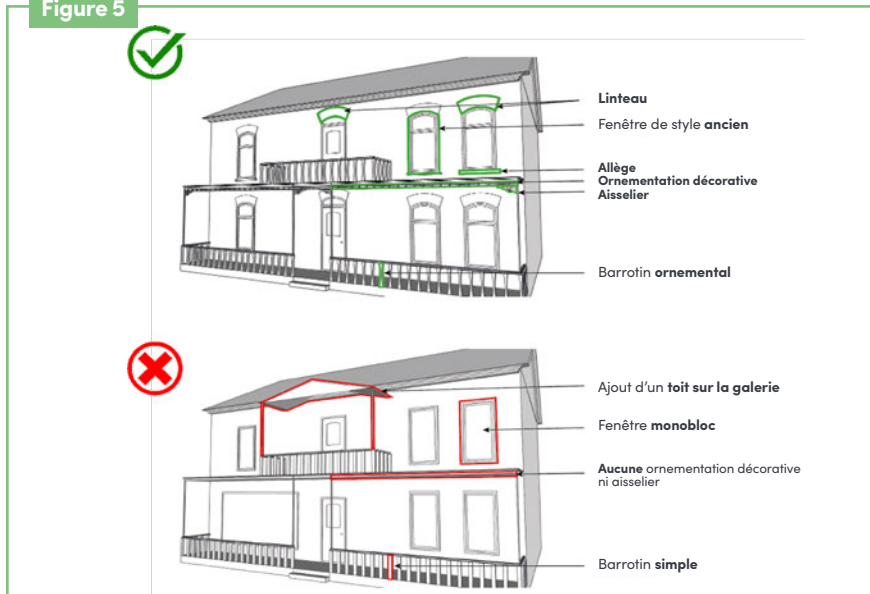 Figure 5
Linteau
Fenêtre de style ancien
Allège
Ornementation décorative
Aisselier
Barrotin ornemental
Ajout d’un toit sur la galerie
Fenêtre monobloc
Aucune ornementation décorative
ni aisselier
Barrotin simple